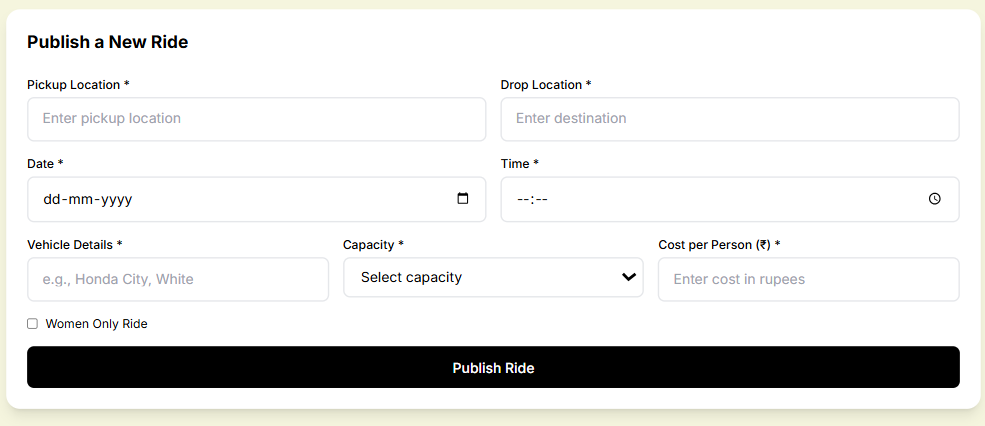 Publish a New Ride
Pickup Location * Drop Location *
Enter pickup location Enter destination
Date * Time *
dd-mm-yyyy --:--
Vehicle Details * Capacity * Cost per Person (₹) *
e.g., Honda City, White Select capacity Enter cost in rupees
Women Only Ride
Publish Ride